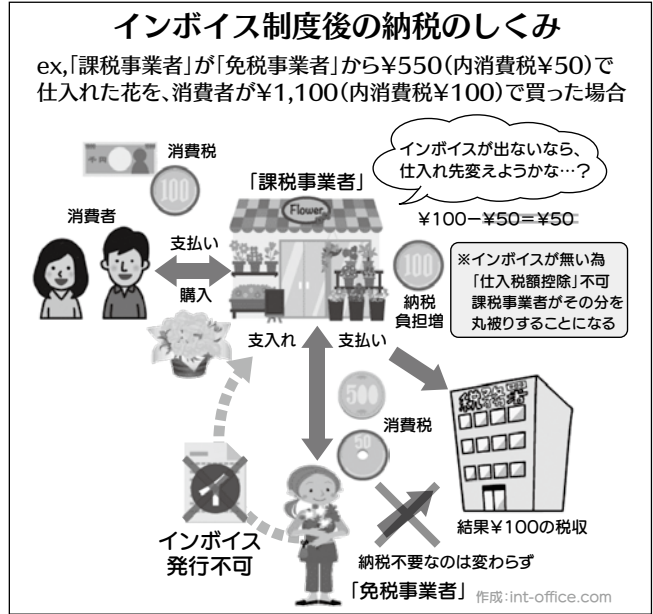 インボイス制度後の納税のしくみ
ex,「課税事業者」が「免税事業者」から¥550(内消費税¥50)で
仕入れた花を、消費者が¥1,100(内消費税¥100)で買った場合
消費税
100
「課税事業者」
インボイスが出ないなら、
仕入れ先変えようかな…?
消費者
Flower
¥100−¥50=¥50
支払い
購入
100
納税
負担増
※インボイスが無い為
「仕入税額控除」不可
課税事業者がその分を
丸被りすることになる
支入れ
支払い
500
50
消費税
税務署
インボイス
発行不可
結果¥100の税収
納税不要なのは変わらず
「免税事業者」
作成:int-office.com